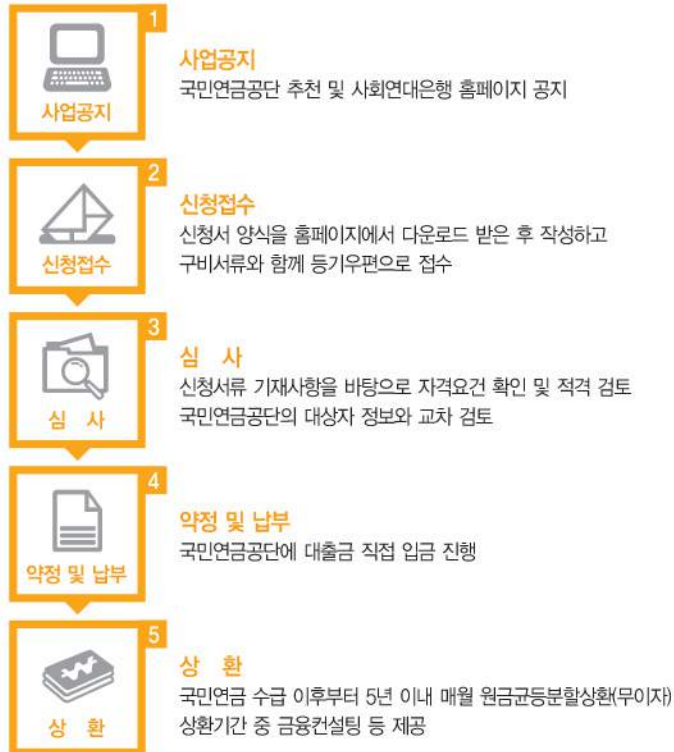 1
사업공지
사업공지
국민연금공단 추천 및 사회연대은행 홈페이지 공지
2
신청접수
신청접수
신청서 양식을 홈페이지에서 다운로드 받은 후 작성하고
구비서류와 함께 등기우편으로 접수
3
심 사
심 사
신청서류 기재사항을 바탕으로 자격요건 확인 및 적격 검토
국민연금공단의 대상자 정보와 교차 검토
4
약정 및 납부
약정 및 납부
국민연금공단에 대출금 직접 입금 진행
5
상 환
상 환
국민연금 수급 이후부터 5년 이내 매월 원금균등분할상환(무이자)
상환기간 중 금융컨설팅 등 제공